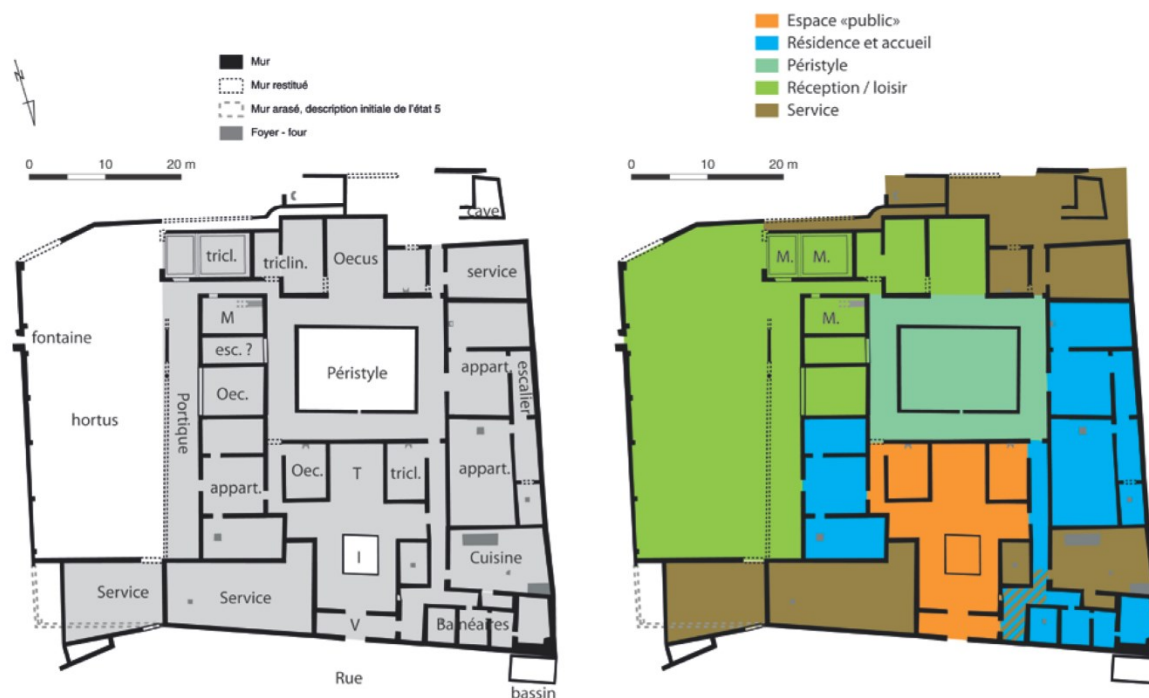 N
Mur
Mur restitué
Mur arasé, description initiale de l'état 5
Foyer - four
0 10 20 m
cave
tricl.
triclin.
Oecus
service
M
fontaine
esc. ?
Péristyle
appart.
escalier
Oec.
hortus
Portique
Oec.
T
tricl.
appart.
appart.
I
Cuisine
Service
Service
V
Balnéaires
Rue
bassin
Espace «public»
Résidence et accueil
Péristyle
Réception / loisir
Service
0 10 20 m
M.
M.
M.